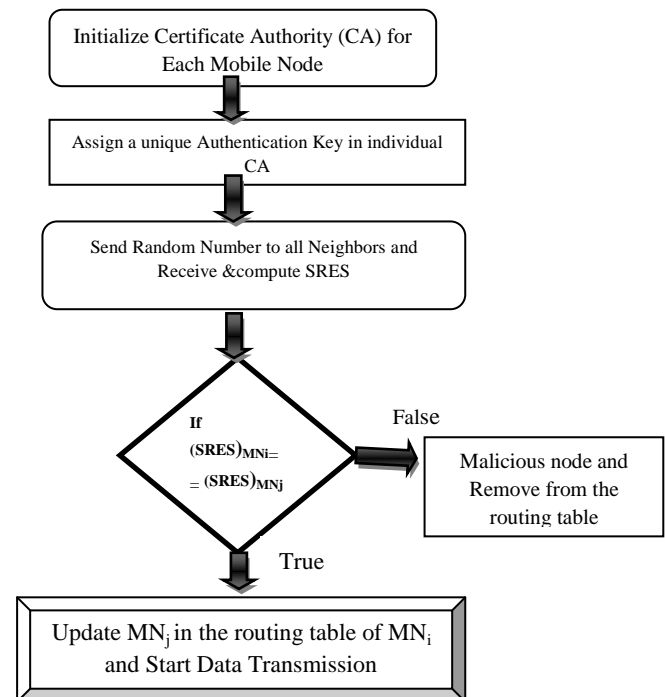 Initialize Certificate Authority (CA) for
Each Mobile Node
Assign a unique Authentication Key in individual
CA
Send Random Number to all Neighbors and
Receive &compute SRES
If
(SRES)MNi=
= (SRES)MNj
False
Malicious node and
Remove from the
routing table
True
Update MNj in the routing table of MNi
and Start Data Transmission